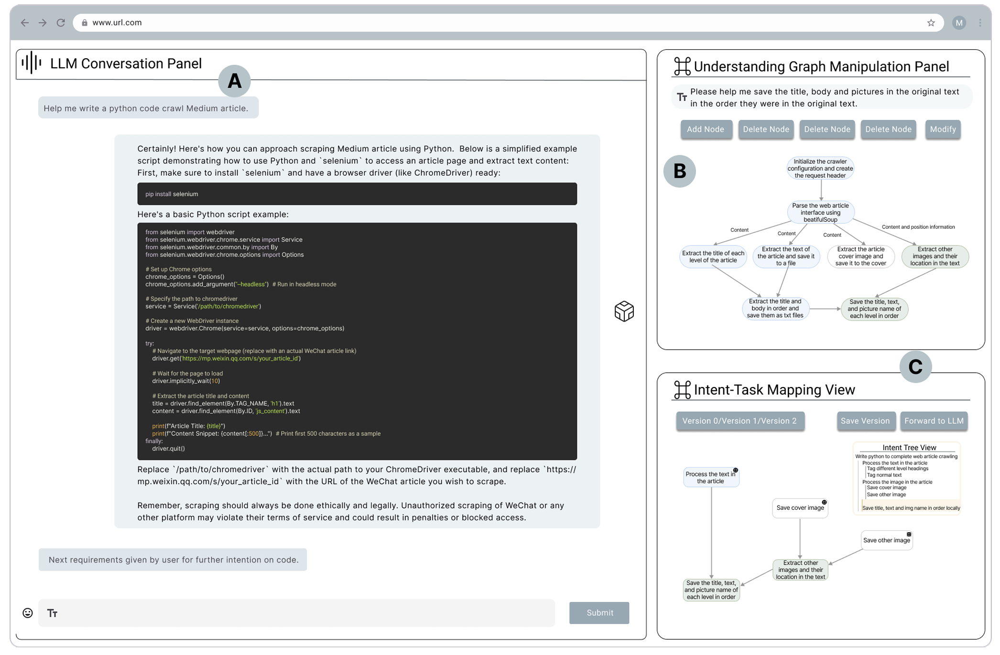 www.url.com
M
LLM Conversation Panel
A
Help me write a python code crawl Medium article.
Certainly! Here's how you can approach scraping Medium article using Python.  Below is a simplified example
script demonstrating how to use Python and `selenium` to access an article page and extract text content:
First, make sure to install `selenium` and have a browser driver (like ChromeDriver) ready:
pip install selenium
Here's a basic Python script example:
from selenium import webdriver
from selenium.webdriver.chrome.service import Service
from selenium.webdriver.common.by import By
from selenium.webdriver.chrome.options import Options
# Set up Chrome options
chrome_options = Options()
chrome_options.add_argument("--headless")  # Run in headless mode
# Specify the path to chromedriver
service = Service('/path/to/chromedriver')
# Create a new WebDriver instance
driver = webdriver.Chrome(service=service, options=chrome_options)
try:
# Navigate to the target webpage (replace with an actual WeChat article link)
driver.get('https://mp.weixin.qq.com/s/your_article_id')
# Wait for the page to load
driver.implicitly_wait(10)
# Extract the article title and content
title = driver.find_element(By.TAG_NAME, 'h1').text
content = driver.find_element(By.ID, 'js_content').text
print(f"Article Title: {title}")
print(f"Content Snippet: {content[:500]}...")  # Print first 500 characters as a sample
finally:
driver.quit()
Replace `/path/to/chromedriver` with the actual path to your ChromeDriver executable, and replace `https://
mp.weixin.qq.com/s/your_article_id` with the URL of the WeChat article you wish to scrape.
Remember, scraping should always be done ethically and legally. Unauthorized scraping of WeChat or any
other platform may violate their terms of service and could result in penalties or blocked access.
Next requirements given by user for further intention on code.
Tт
Submit
Understanding Graph Manipulation Panel
Tт
Please help me save the title, body and pictures in the original text
in the order they were in the original text.
Add Node
Delete Node
Delete Node
Delete Node
Modify
B
Initialize the crawler
configuration and create
the request header
Parse the web article
interface using
beatifulSoup
Content
Content
Content
Content and position information
Extract the title of each
level of the article
Extract the text of
the article and save it
to a file
Extract the article
cover image and
save it to the cover
Extract other
images and their
location in the text
Extract the title and
body in order and
save them as txt files
Save the title, text,
and picture name of
each level in order
C
Intent-Task Mapping View
Version 0/Version 1/Version 2
Save Version
Forward to LLM
Intent Tree View
Write python to complete web article crawling
Process the text in the article
Tag different level headings
Tag normal text
Process the image in the article
Save cover image
Save other image
Save title, text and img name in order locally
Process the text in
the article
Save cover image
Save other image
Extract other
images and their
location in the text
Save the title, text,
and picture name of
each level in order